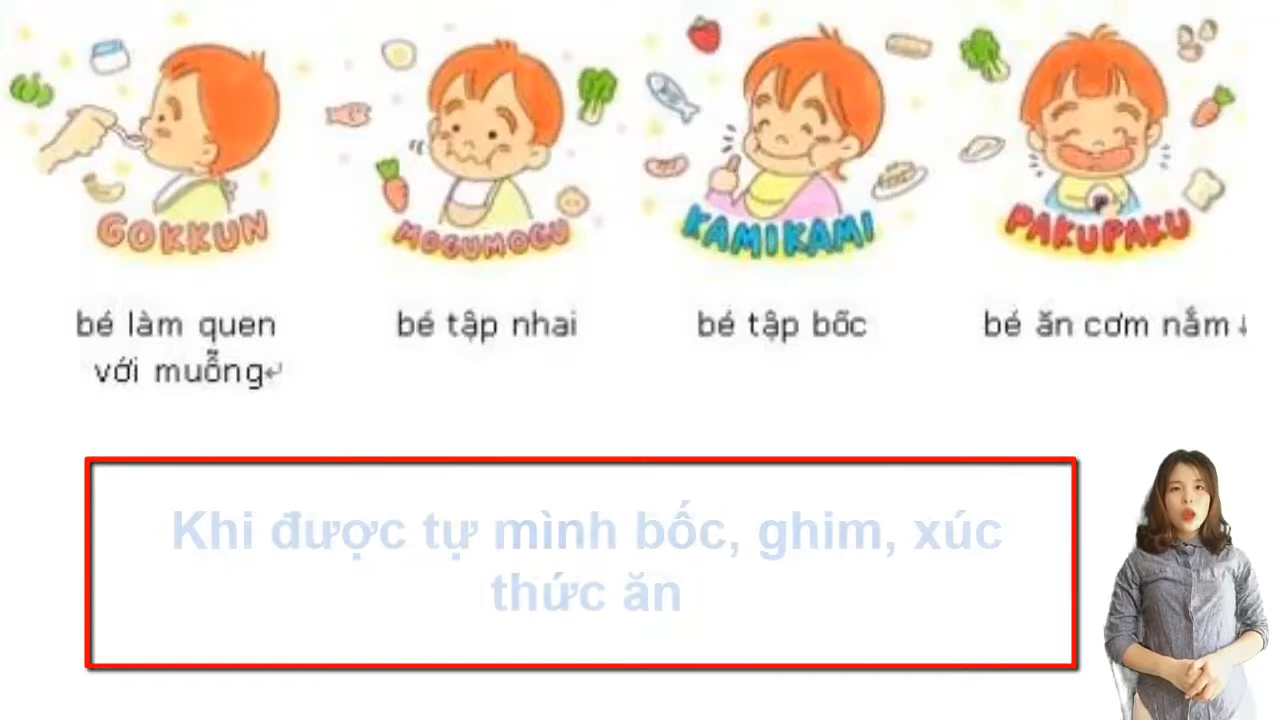 GOKKUN MOGUMOGU KAMIKAMI PAKUPAKU
bé làm quen bé tập nhai bé tập bốc bé ăn cơm nắm↓
với muỗng↵
Khi được tự mình bốc, ghim, xúc
thức ăn